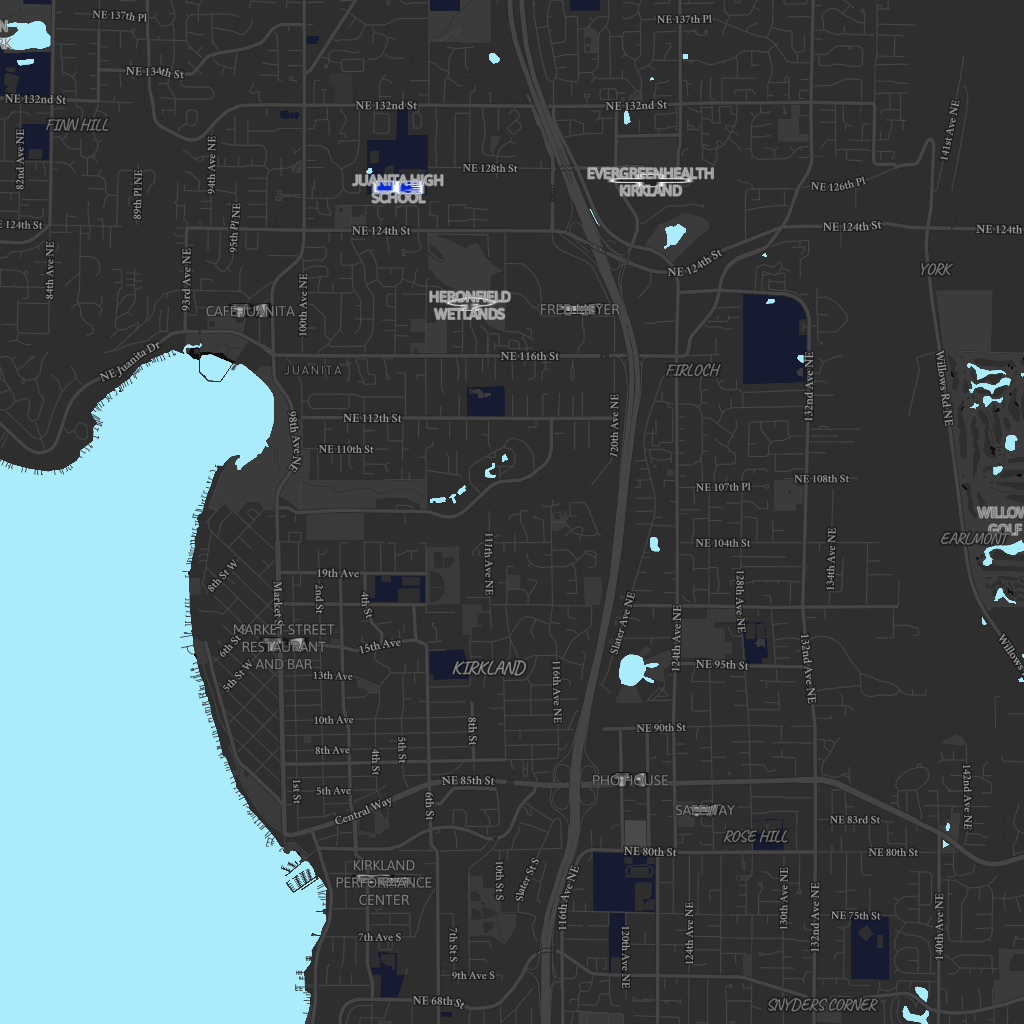 NE 137th Pl
NE 137th Pl
NE 134th St
NE 132nd St
NE 132nd St
NE 132nd St
FINN HILL
141st Ave NE
82nd Ave NE
94th Ave NE
89th Pl NE
NE 128th St
JUANITA HIGH
SCHOOL
EVERGREENHEALTH
KIRKLAND
NE 126th Pl
E 124th St
95th Pl NE
NE 124th St
NE 124th St
NE 124th
NE 124th St
YORK
84th Ave NE
93rd Ave NE
100th Ave NE
HERONFIELD
WETLANDS
CAFE JUANITA
FRED MEYER
NE Juanita Dr
NE 116th St
JUANITA
FIRLOCH
132nd Ave NE
Willows Rd NE
98th Ave NE
NE 112th St
120th Ave NE
NE 110th St
NE 107th Pl
NE 108th St
WILLOW
GOLF
EARLMONT
111th Ave NE
NE 104th St
134th Ave NE
8th St W
19th Ave
Market St
2nd St
4th St
128th Ave NE
Slater Ave NE
124th Ave NE
MARKET STREET
RESTAURANT
AND BAR
6th St
15th Ave
KIRKLAND
132nd Ave NE
Willows
5th St W
13th Ave
116th Ave NE
NE 95th St
10th Ave
8th St
NE 90th St
8th Ave
4th St
5th St
142nd Ave NE
NE 85th St
PHO HOUSE
1st St
5th Ave
6th St
Central Way
SAFEWAY
ROSE HILL
NE 83rd St
NE 80th St
NE 80th St
KIRKLAND
PERFORMANCE
CENTER
10th St S
Slater St S
116th Ave NE
130th Ave NE
132nd Ave NE
140th Ave NE
NE 75th St
124th Ave NE
120th Ave NE
7th Ave S
7th St S
9th Ave S
NE 68th St
SNYDERS CORNER